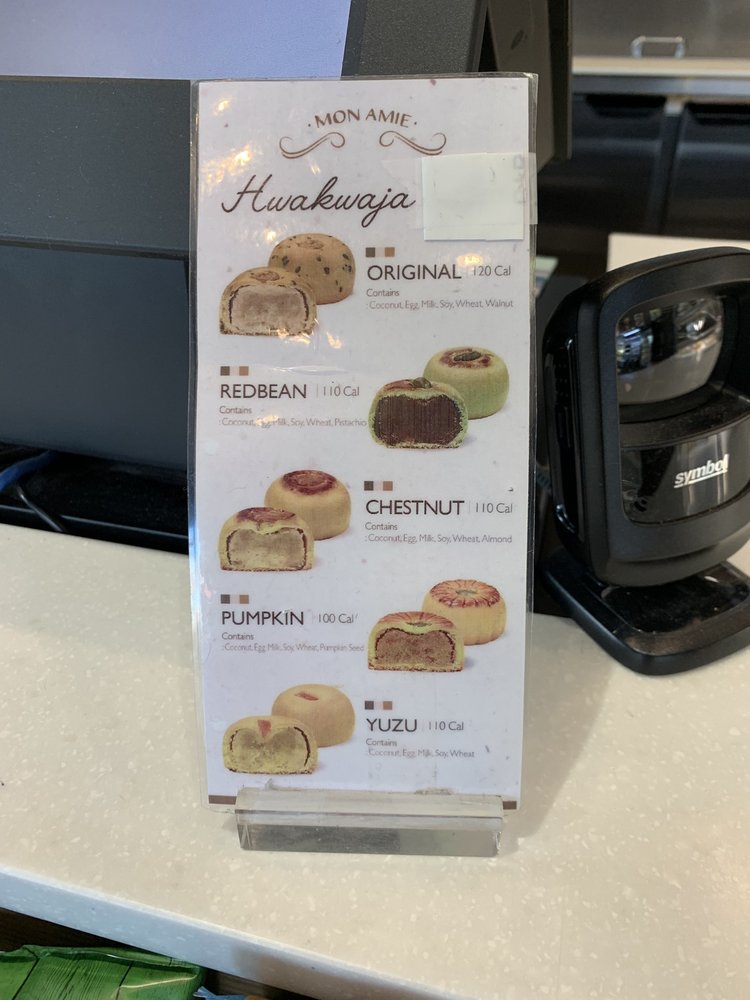 · MON AMIE ·
Hwakwaja
ORIGINAL | 120 Cal
Contains
: Coconut, Egg, Milk, Soy, Wheat, Walnut
REDBEAN | 110 Cal
Contains
: Coconut, Egg, Milk, Soy, Wheat, Pistachio
CHESTNUT | 110 Cal
Contains
: Coconut, Egg, Milk, Soy, Wheat, Almond
PUMPKIN | 100 Cal
Contains
: Coconut, Egg, Milk, Soy, Wheat, Pumpkin Seed
YUZU | 110 Cal
Contains
: Coconut, Egg, Milk, Soy, Wheat
symbol